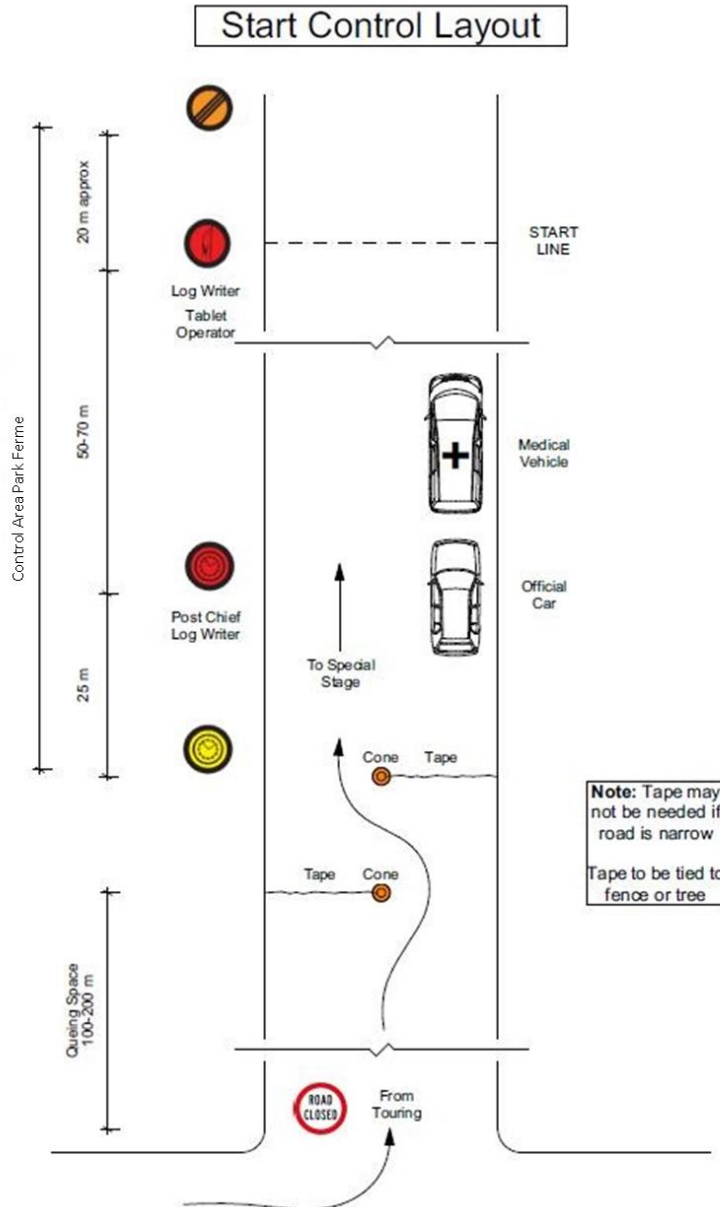 Start Control Layout
20 m approx
START
LINE
Log Writer
Tablet
Operator
50-70 m
Control Area Park Ferme
Medical
Vehicle
Official
Car
Post Chief
Log Writer
To Special
Stage
25 m
Cone
Tape
Note: Tape may
not be needed if
road is narrow
Tape to be tied to
fence or tree
Tape
Cone
Queing Space
100-200 m
ROAD
CLOSED
From
Touring